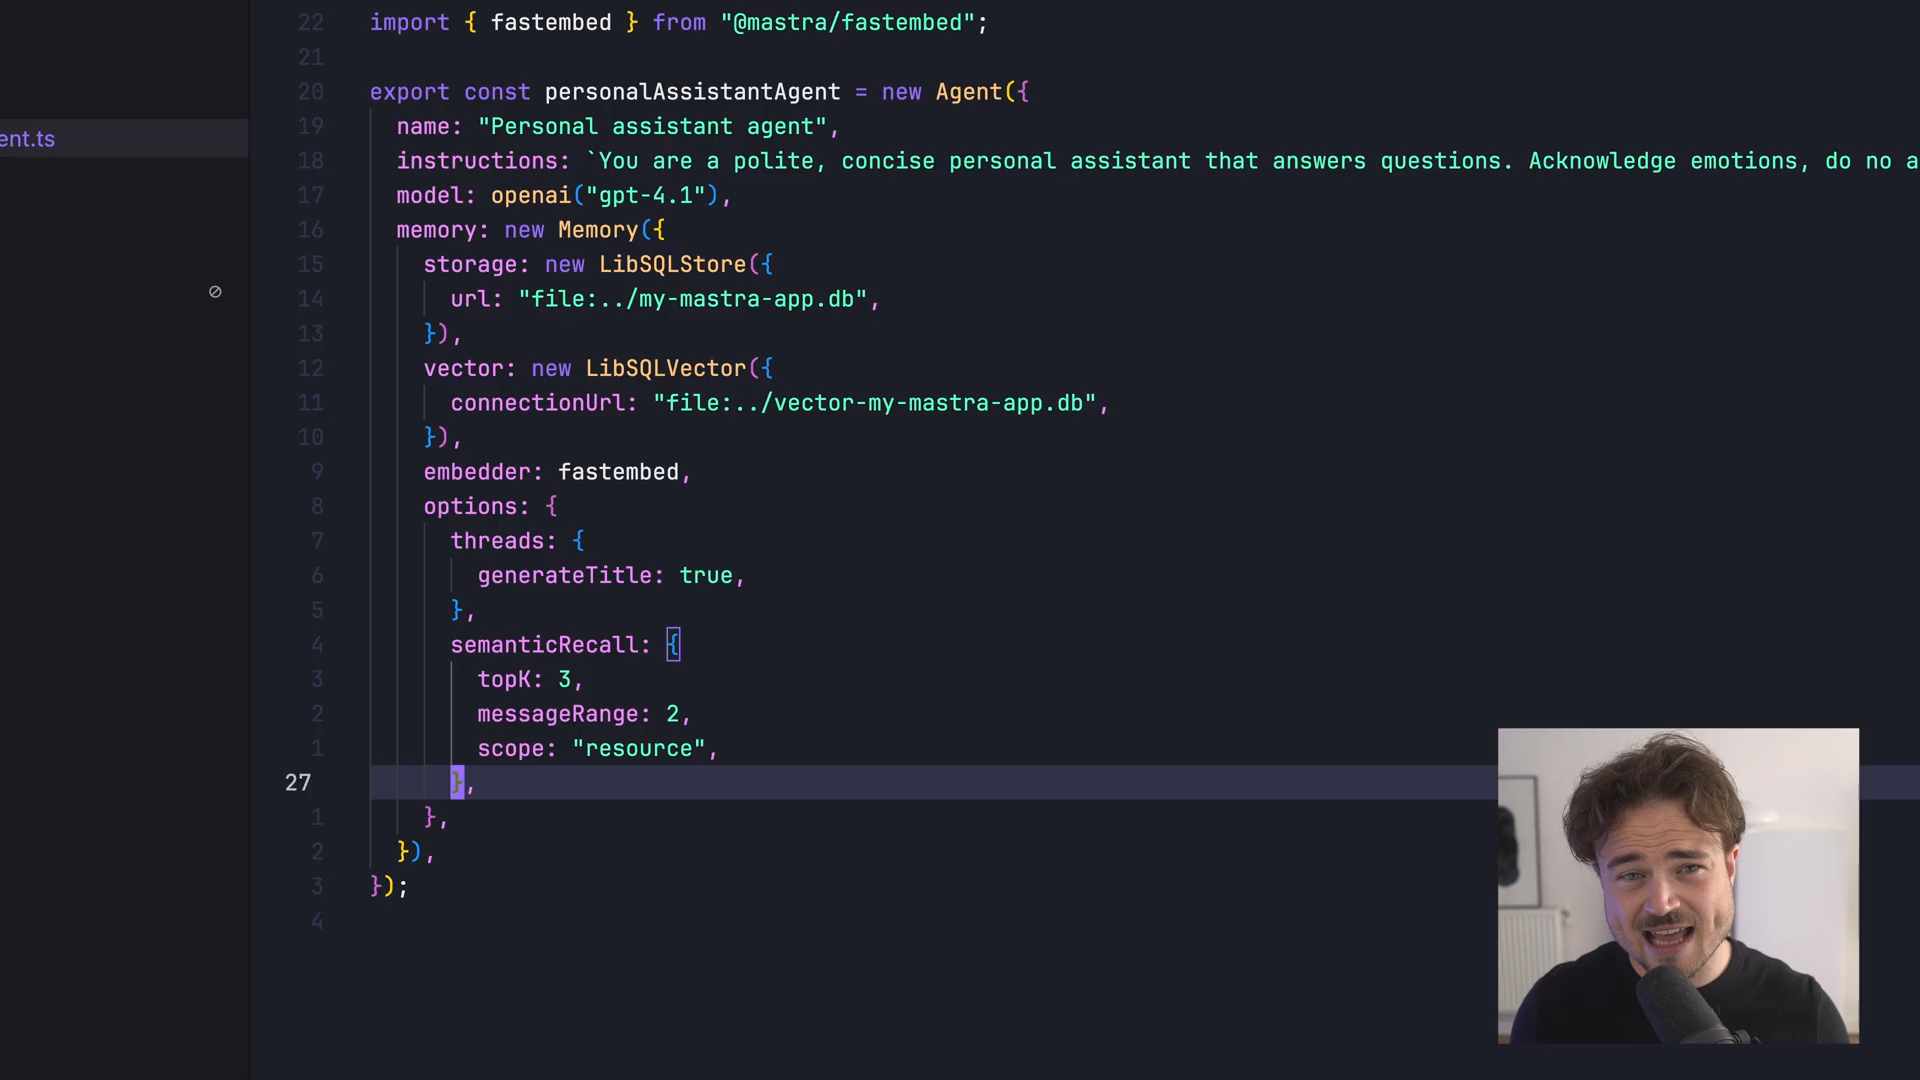 22 import { fastembed } from "@mastra/fastembed";
21
20 export const personalAssistantAgent = new Agent({
19 name: "Personal assistant agent",
ent.ts
18 instructions: `You are a polite, concise personal assistant that answers questions. Acknowledge emotions, do no a
17 model: openai("gpt-4.1"),
16 memory: new Memory({
15 storage: new LibSQLStore({
14 url: "file:../my-mastra-app.db",
13 }),
12 vector: new LibSQLVector({
11 connectionUrl: "file:../vector-my-mastra-app.db",
10 }),
9 embedder: fastembed,
8 options: {
7 threads: {
6 generateTitle: true,
5 },
4 semanticRecall: {
3 topK: 3,
2 messageRange: 2,
1 scope: "resource",
27 },
1 },
2 }),
3 });
4